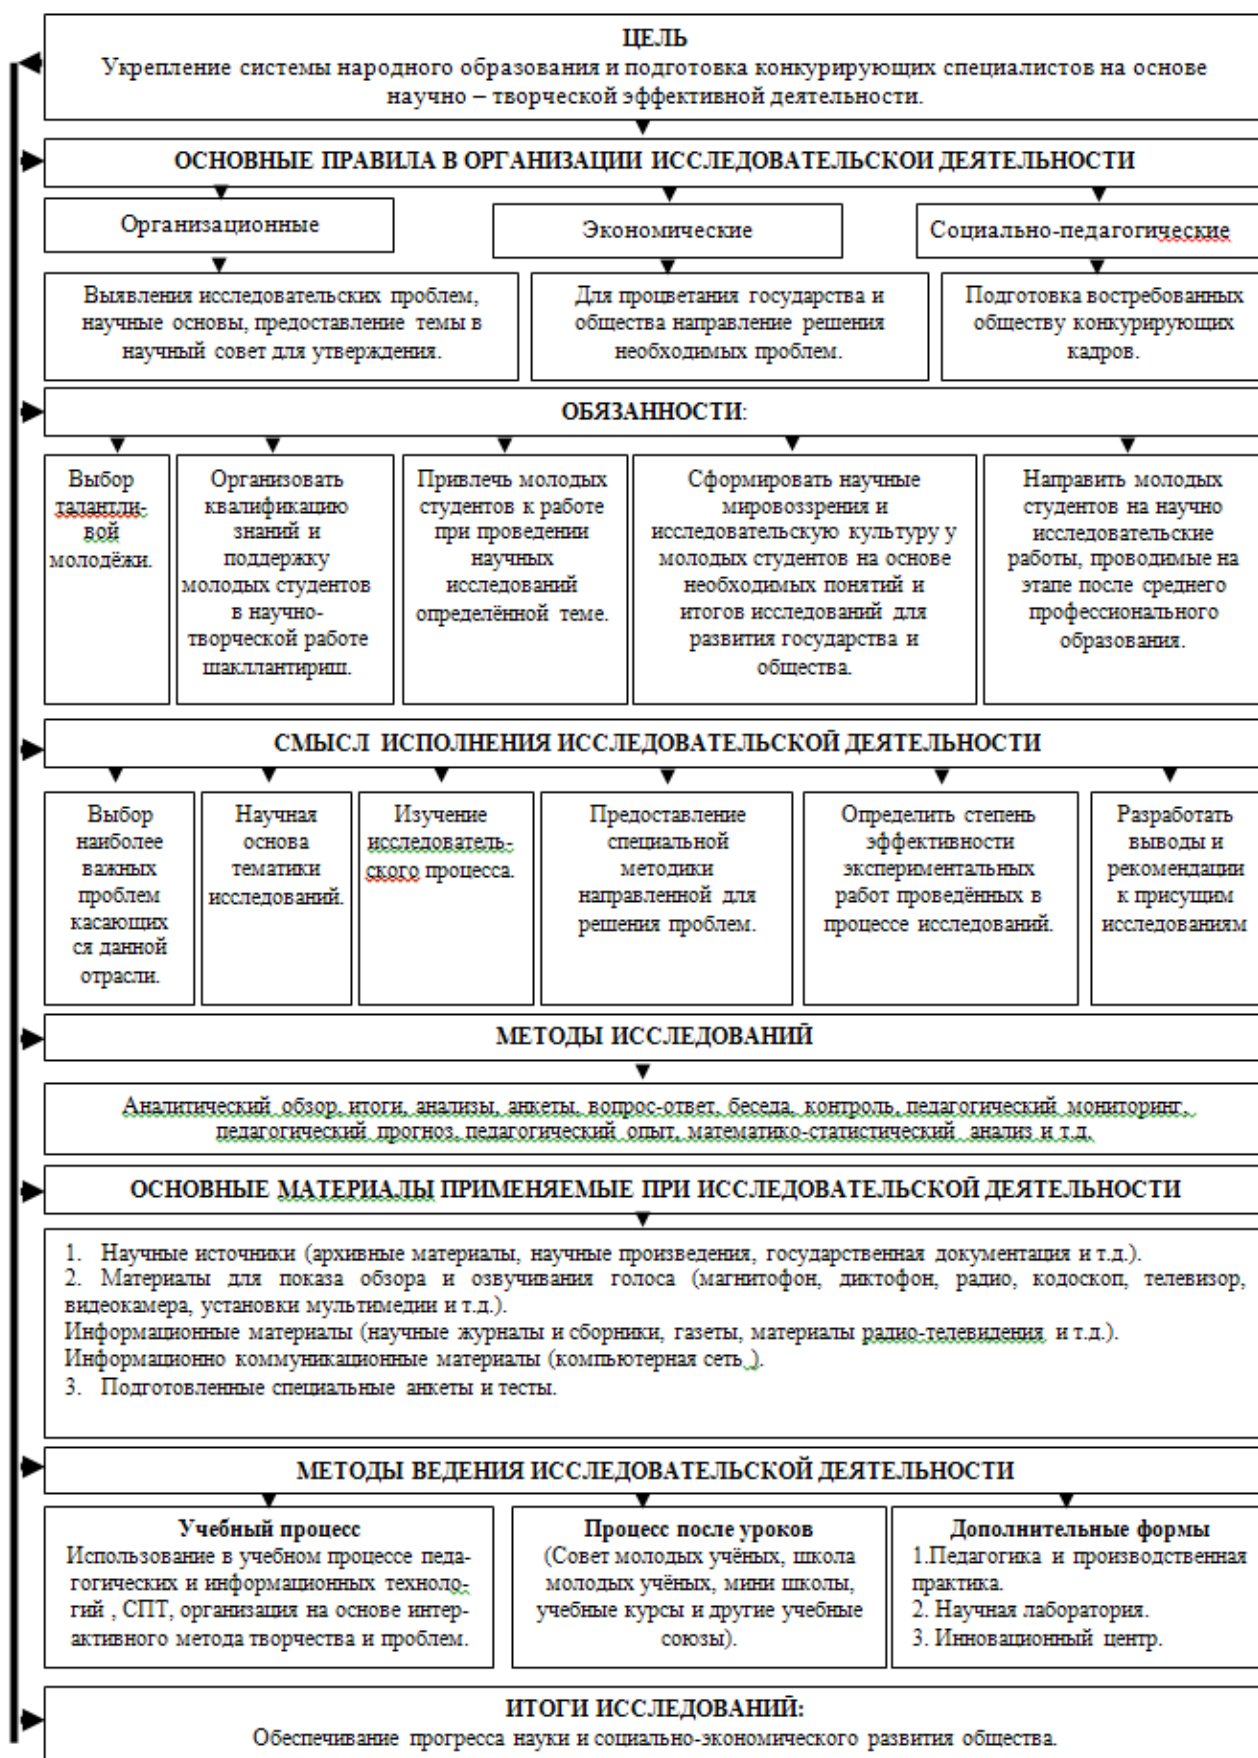 ЦЕЛЬ
Укрепление системы народного образования и подготовка конкурирующих специалистов на основе
научно – творческой эффективной деятельности.
ОСНОВНЫЕ ПРАВИЛА В ОРГАНИЗАЦИИ ИССЛЕДОВАТЕЛЬСКОИ ДЕЯТЕЛЬНОСТИ
Организационные
Экономические
Социально-педагогические
Выявления исследовательских проблем,
научные основы, предоставление темы в
научный совет для утверждения.
Для процветания государства и
общества направление решения
необходимых проблем.
Подготовка востребованных
обществу конкурирующих
кадров.
ОБЯЗАННОСТИ:
Выбор
талантли-
вой
молодёжи.
Организовать
квалификацию
знаний и
поддержку
молодых студентов
в научно-
творческой работе
шакллантириш.
Привлечь молодых
студентов к работе
при проведении
научных
исследований
определённой теме.
Сформировать научные
мировоззрения и
исследовательскую культуру у
молодых студентов на основе
необходимых понятий и
итогов исследований для
развития государства и
общества.
Направить молодых
студентов на научно
исследовательские
работы, проводимые на
этапе после среднего
профессионального
образования.
СМЫСЛ ИСПОЛНЕНИЯ ИССЛЕДОВАТЕЛЬСКОЙ ДЕЯТЕЛЬНОСТИ
Выбор
наиболее
важных
проблем
касающих
ся данной
отрасли.
Научная
основа
тематики
исследований.
Изучение
исследователь-
ского процесса.
Предоставление
специальной
методики
направленной для
решения проблем.
Определить степень
эффективности
экспериментальных
работ проведённых в
процессе исследований.
Разработать
выводы и
рекомендации
к присущим
исследованиям
МЕТОДЫ ИССЛЕДОВАНИЙ
Аналитический обзор, итоги, анализы, анкеты, вопрос-ответ, беседа, контроль, педагогический мониторинг,
педагогический прогноз, педагогический опыт, математико-статистический анализ и т.д.
ОСНОВНЫЕ МАТЕРИАЛЫ ПРИМЕНЯЕМЫЕ ПРИ ИССЛЕДОВАТЕЛЬСКОЙ ДЕЯТЕЛЬНОСТИ
1. Научные источники (архивные материалы, научные произведения, государственная документация и т.д.).
2. Материалы для показа обзора и озвучивания голоса (магнитофон, диктофон, радио, кодоскоп, телевизор,
видеокамера, установки мультимедии и т.д.).
Информационные материалы (научные журналы и сборники, газеты, материалы радио-телевидения и т.д.).
Информационно коммуникационные материалы (компьютерная сеть ,).
3. Подготовленные специальные анкеты и тесты.
МЕТОДЫ ВЕДЕНИЯ ИССЛЕДОВАТЕЛЬСКОЙ ДЕЯТЕЛЬНОСТИ
Учебный процесс
Использование в учебном процессе педа-
гогических и информационных техноло-
гий , СПТ, организация на основе интер-
активного метода творчества и проблем.
Процесс после уроков
(Совет молодых учёных, школа
молодых учёных, мини школы,
учебные курсы и другие учебные
союзы).
Дополнительные формы
1.Педагогика и производственная
практика.
2. Научная лаборатория.
3. Инновационный центр.
ИТОГИ ИССЛЕДОВАНИЙ:
Обеспечивание прогресса науки и социально-экономического развития общества.